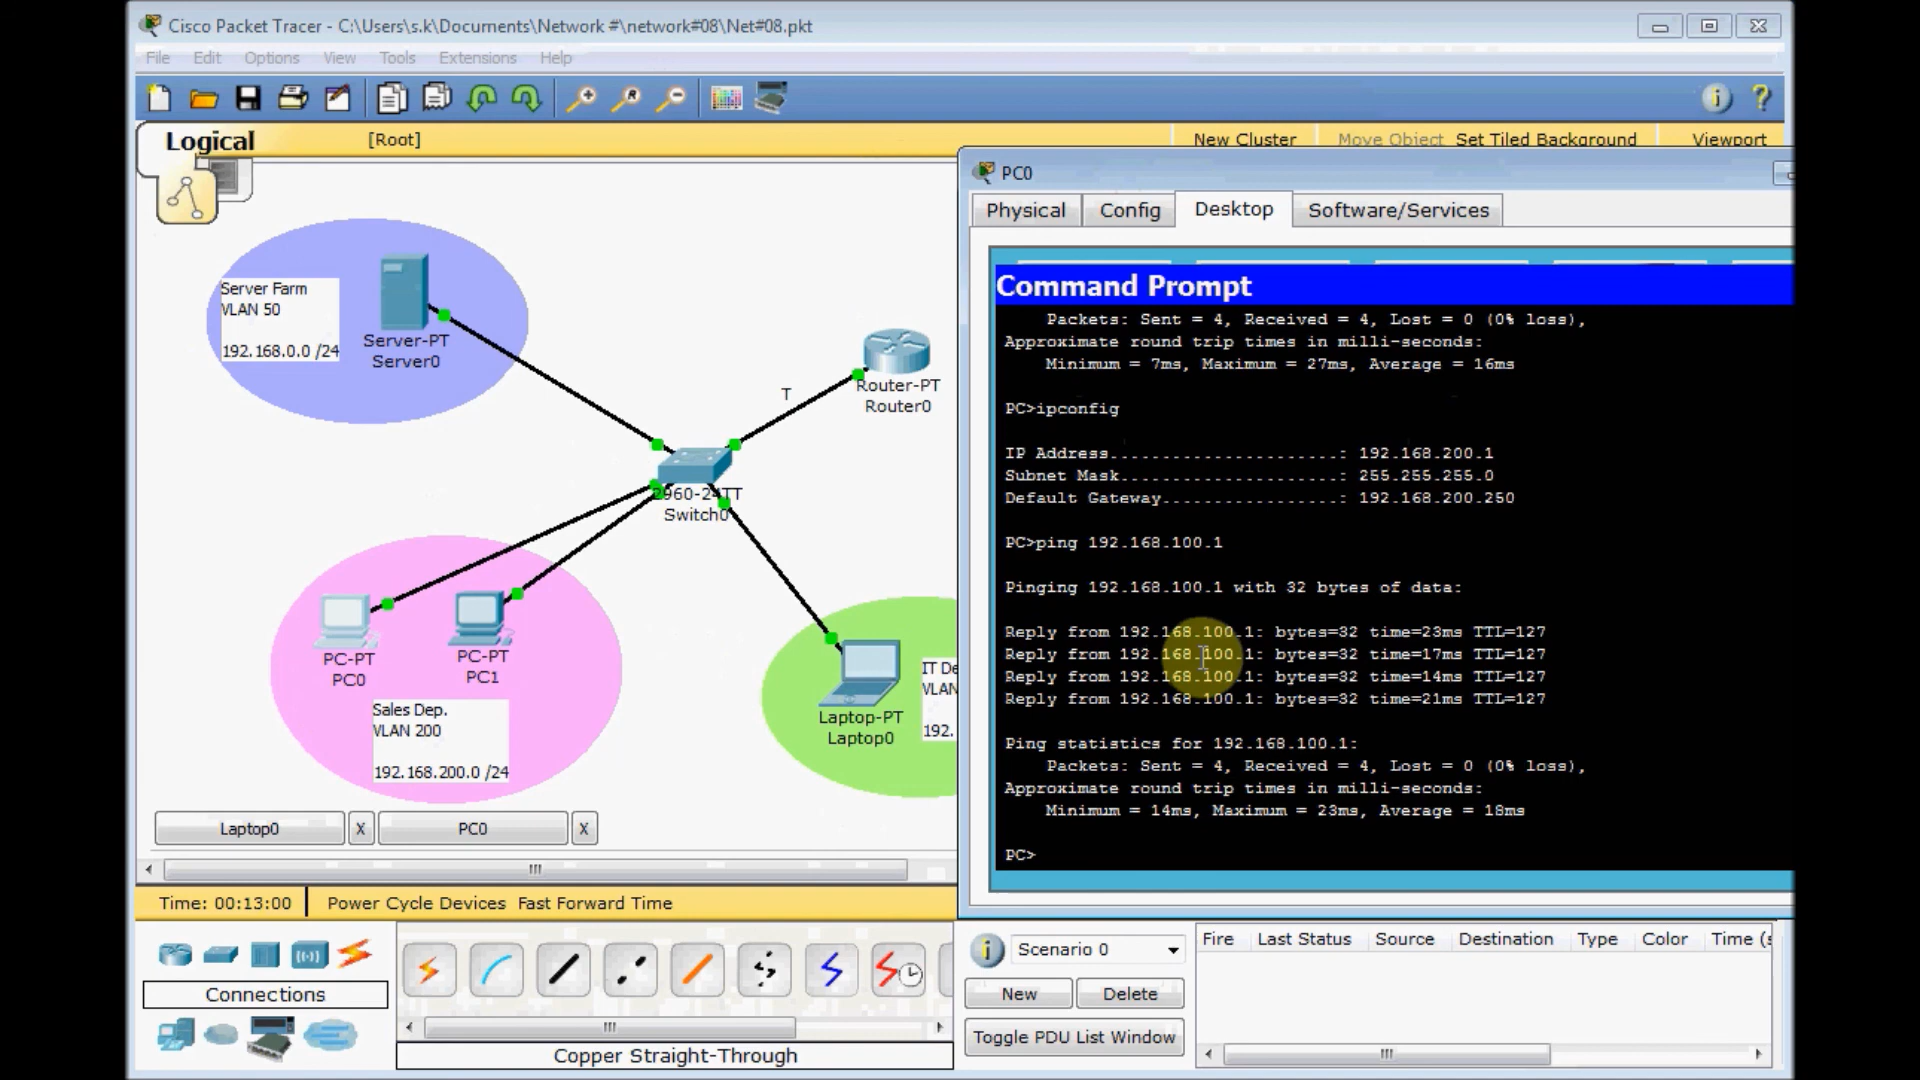 Cisco Packet Tracer - C:\Users\s.k\Documents\Network #\network#08\Net#08.pkt
File Edit Options View Tools Extensions Help
Logical
[Root]
New Cluster
Move Object
Set Tiled Background
Viewport
Server Farm
VLAN 50
192.168.0.0 /24
Server-PT
Server0
T
Router-PT
Router0
2960-24TT
Switch0
PC-PT
PC0
PC-PT
PC1
Sales Dep.
VLAN 200
192.168.200.0 /24
Laptop-PT
Laptop0
IT De
VLAN
192.
Laptop0
X
PC0
X
PC0
Physical
Config
Desktop
Software/Services
Command Prompt
Packets: Sent = 4, Received = 4, Lost = 0 (0% loss),
Approximate round trip times in milli-seconds:
Minimum = 7ms, Maximum = 27ms, Average = 16ms
PC>ipconfig
IP Address......................: 192.168.200.1
Subnet Mask.....................: 255.255.255.0
Default Gateway.................: 192.168.200.250
PC>ping 192.168.100.1
Pinging 192.168.100.1 with 32 bytes of data:
Reply from 192.168.100.1: bytes=32 time=23ms TTL=127
Reply from 192.168.100.1: bytes=32 time=17ms TTL=127
Reply from 192.168.100.1: bytes=32 time=14ms TTL=127
Reply from 192.168.100.1: bytes=32 time=21ms TTL=127
Ping statistics for 192.168.100.1:
Packets: Sent = 4, Received = 4, Lost = 0 (0% loss),
Approximate round trip times in milli-seconds:
Minimum = 14ms, Maximum = 23ms, Average = 18ms
PC>
Time: 00:13:00
Power Cycle Devices Fast Forward Time
Connections
Copper Straight-Through
Scenario 0
New
Delete
Toggle PDU List Window
Fire Last Status Source Destination Type Color Time (s